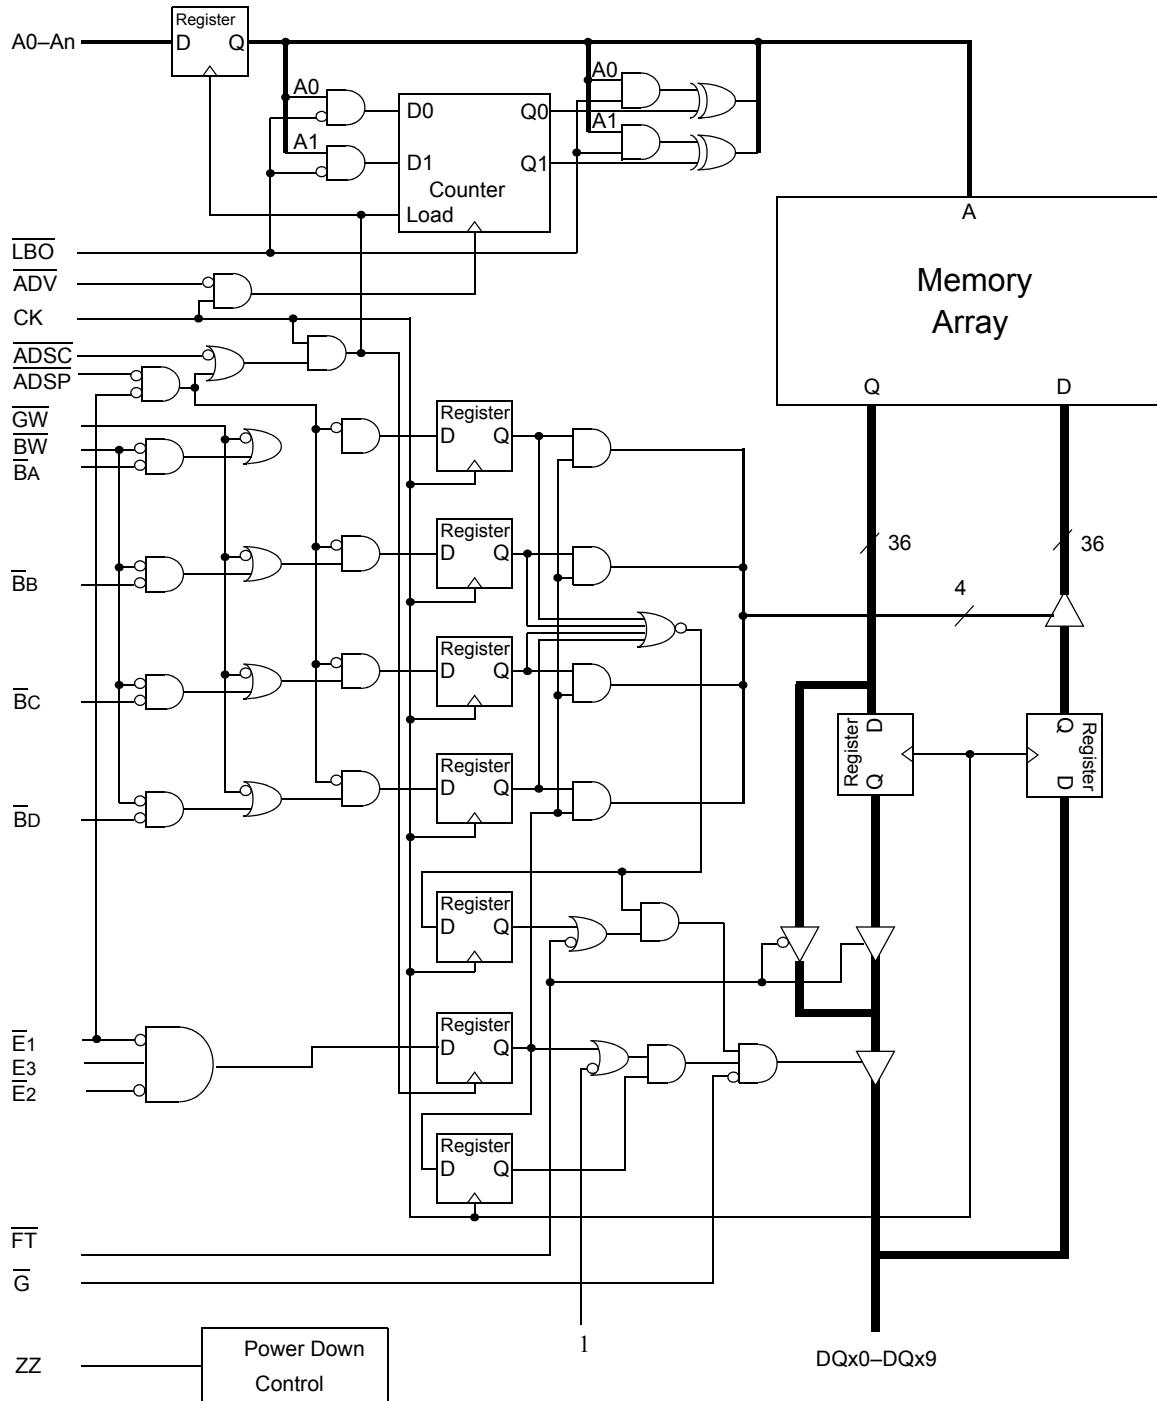 Register
A0–An
D Q
A0
A0
D0 Q0
A1
A1
D1 Q1
Counter
Load
A
LBO
ADV
Memory
Array
CK
ADSC
ADSP
Q D
GW
Register
BW
D Q
BA
Register
36 36
D Q
BB
4
Register
D Q
BC
D
Register
Q
Q
Register
D
Register
D Q
BD
Register
D Q
Register
E1
D Q
E3
E2
Register
D Q
FT
G
1
Power Down
Control
ZZ
DQx0–DQx9